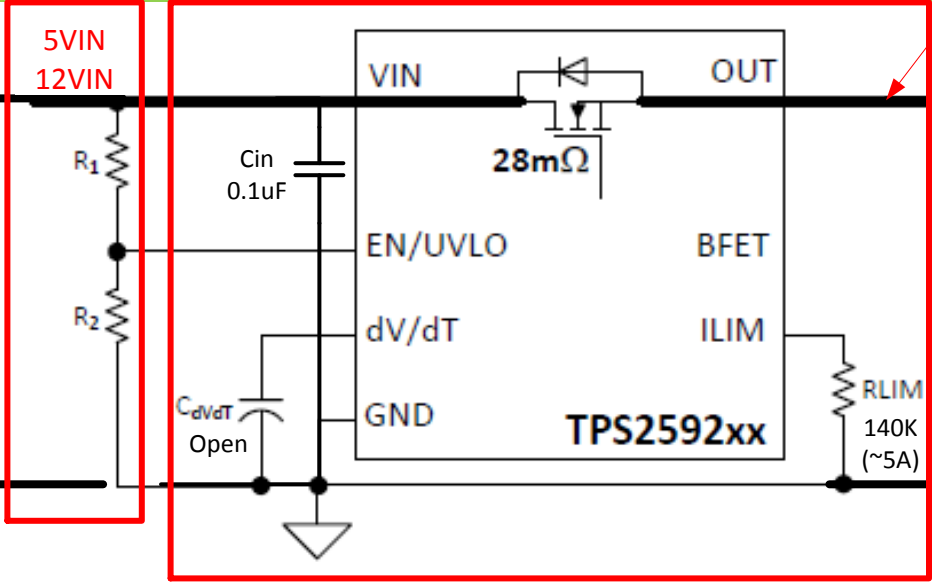 5VIN
12VIN
VIN
OUT
R1
Cin
0.1uF
28mΩ
EN/UVLO
BFET
R2
dV/dT
ILIM
CdVdT
Open
GND
TPS2592xx
RLIM
140K
(~5A)